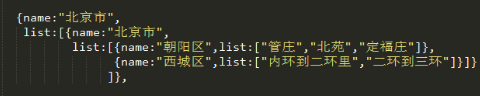 {name:"北京市",
list:[{name:"北京市",
list:[{name:"朝阳区",list:["管庄","北苑","定福庄"]},
{name:"西城区",list:["内环到二环里","二环到三环"]}]}
]},